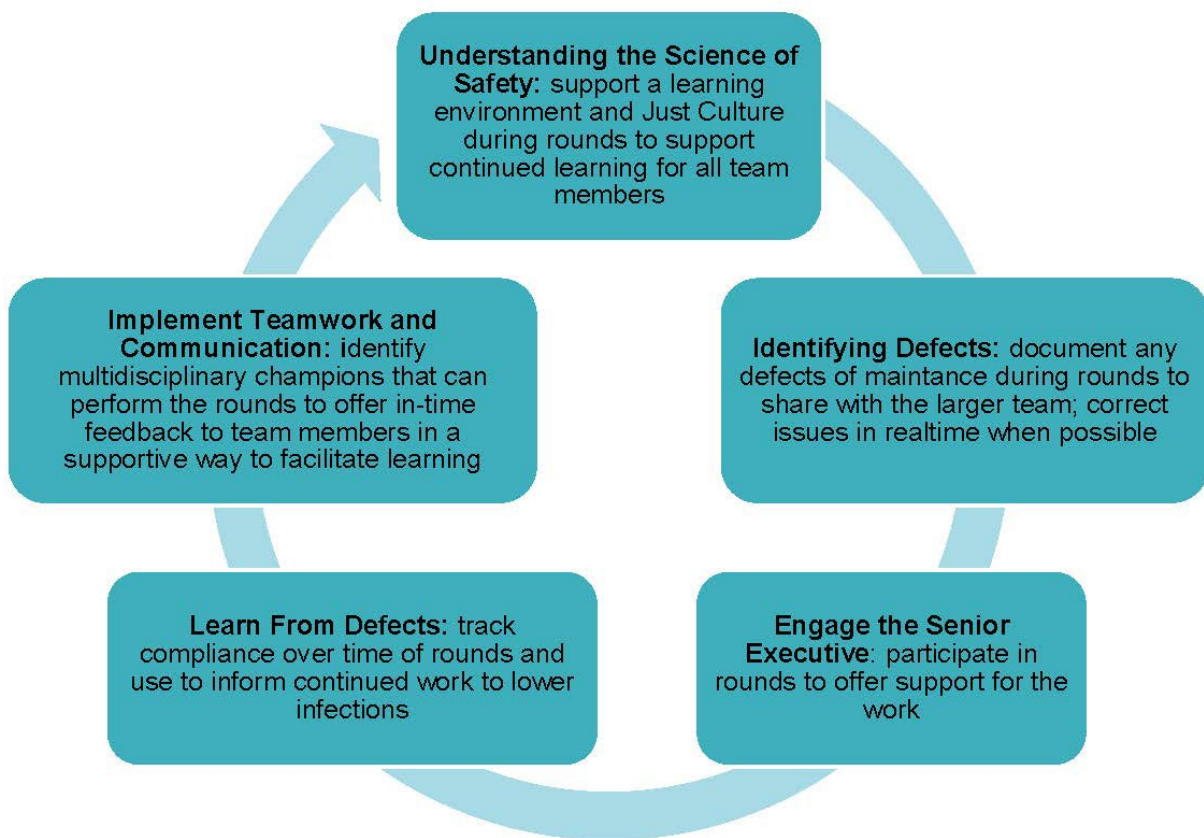 Understanding the Science of
Safety: support a learning
environment and Just Culture
during rounds to support
continued learning for all team
members
Identifying Defects: document any
defects of maintance during rounds to
share with the larger team; correct
issues in realtime when possible
Engage the Senior
Executive: participate in
rounds to offer support for the
work
Learn From Defects: track
compliance over time of rounds and
use to inform continued work to lower
infections
Implement Teamwork and
Communication: identify
multidisciplinary champions that can
perform the rounds to offer in-time
feedback to team members in a
supportive way to facilitate learning